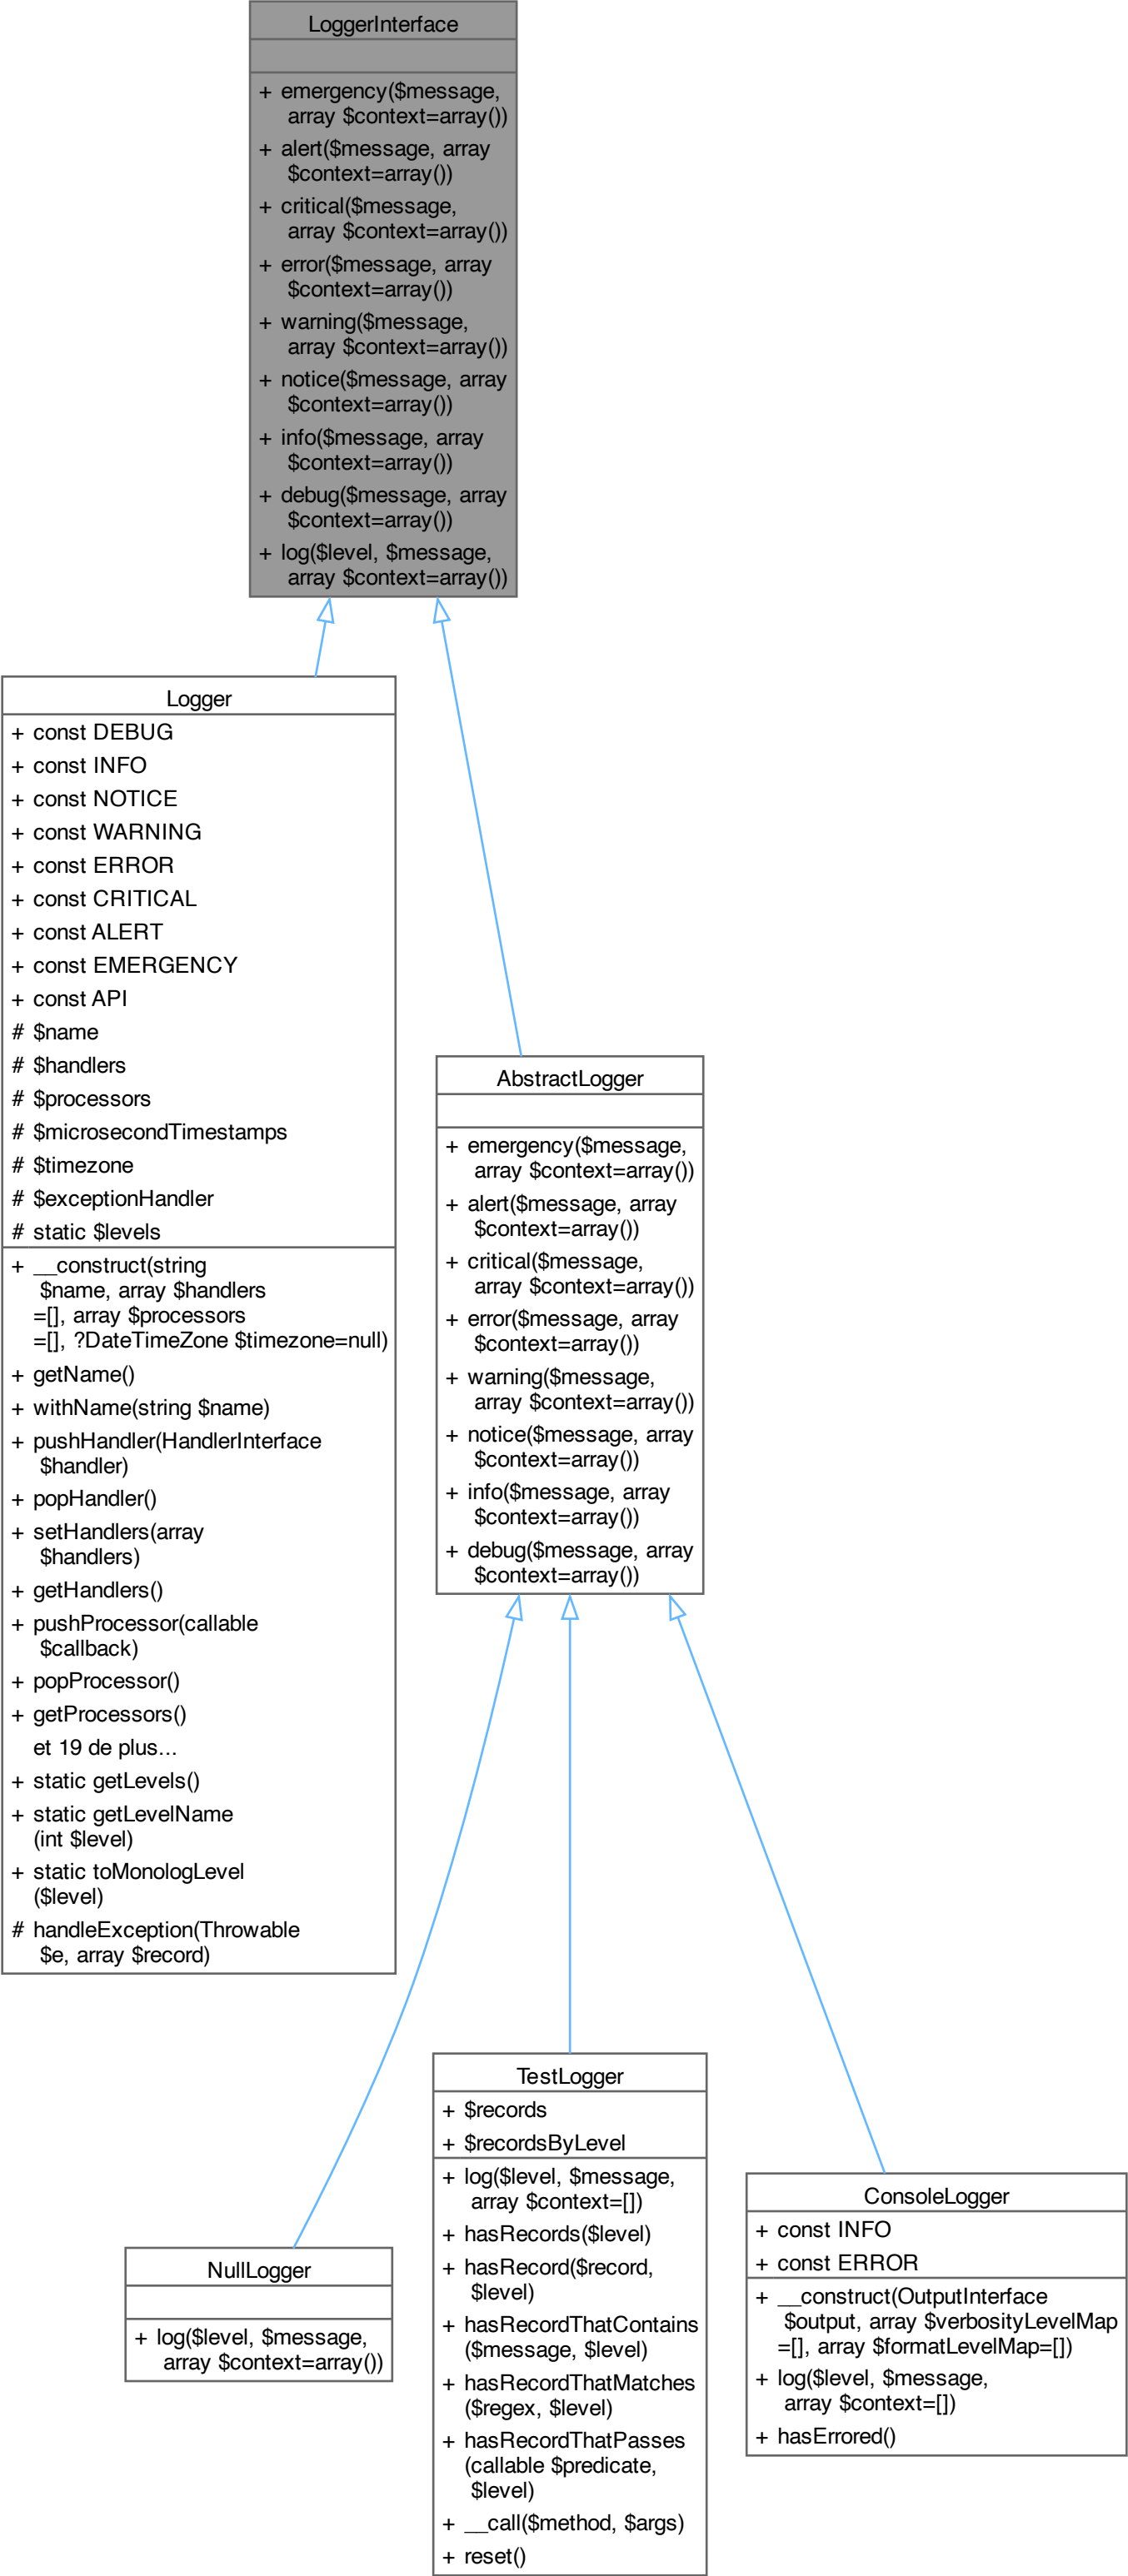 LoggerInterface
+ emergency($message,
array $context=array())
+ alert($message, array
$context=array())
+ critical($message,
array $context=array())
+ error($message, array
$context=array())
+ warning($message,
array $context=array())
+ notice($message, array
$context=array())
+ info($message, array
$context=array())
+ debug($message, array
$context=array())
+ log($level, $message,
array $context=array())
Logger
+ const DEBUG
+ const INFO
+ const NOTICE
+ const WARNING
+ const ERROR
+ const CRITICAL
+ const ALERT
+ const EMERGENCY
+ const API
# $name
# $handlers
# $processors
# $microsecondTimestamps
# $timezone
# $exceptionHandler
# static $levels
+ __construct(string
$name, array $handlers
=[], array $processors
=[], ?DateTimeZone $timezone=null)
+ getName()
+ withName(string $name)
+ pushHandler(HandlerInterface
$handler)
+ popHandler()
+ setHandlers(array
$handlers)
+ getHandlers()
+ pushProcessor(callable
$callback)
+ popProcessor()
+ getProcessors()
et 19 de plus...
+ static getLevels()
+ static getLevelName
(int $level)
+ static toMonologLevel
($level)
# handleException(Throwable
$e, array $record)
AbstractLogger
+ emergency($message,
array $context=array())
+ alert($message, array
$context=array())
+ critical($message,
array $context=array())
+ error($message, array
$context=array())
+ warning($message,
array $context=array())
+ notice($message, array
$context=array())
+ info($message, array
$context=array())
+ debug($message, array
$context=array())
NullLogger
+ log($level, $message,
array $context=array())
TestLogger
+ $records
+ $recordsByLevel
+ log($level, $message,
array $context=[])
+ hasRecords($level)
+ hasRecord($record,
$level)
+ hasRecordThatContains
($message, $level)
+ hasRecordThatMatches
($regex, $level)
+ hasRecordThatPasses
(callable $predicate,
$level)
+ __call($method, $args)
+ reset()
ConsoleLogger
+ const INFO
+ const ERROR
+ __construct(OutputInterface
$output, array $verbosityLevelMap
=[], array $formatLevelMap=[])
+ log($level, $message,
array $context=[])
+ hasErrored()